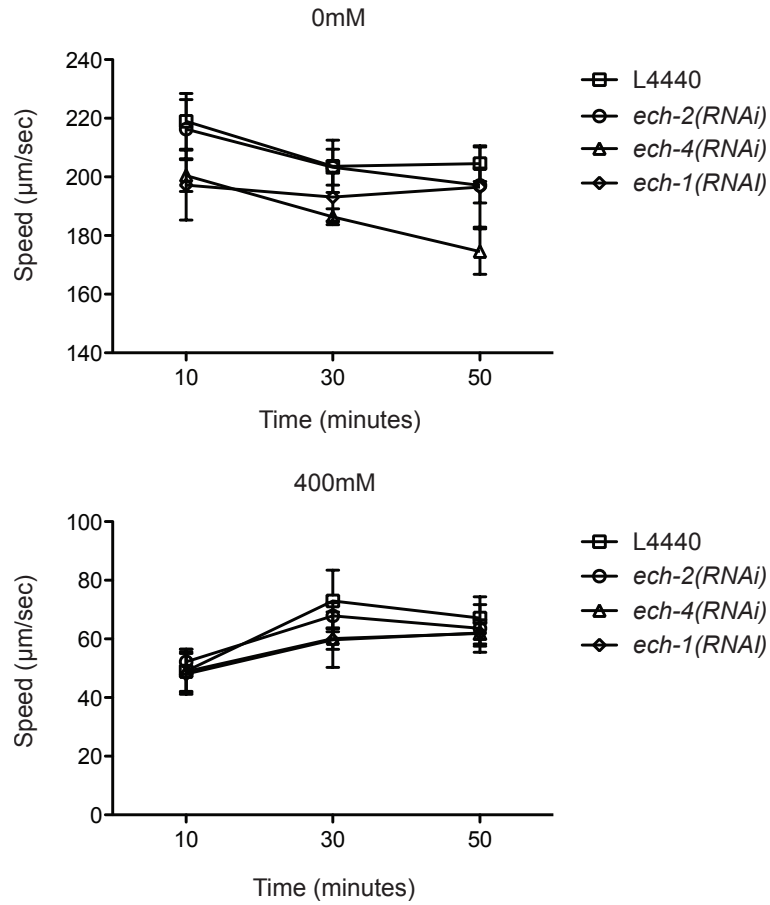 0mM
240
220
200
180
160
140
10 30 50
Speed (µm/sec)
Time (minutes)
L4440
ech-2(RNAi)
ech-4(RNAi)
ech-1(RNAI)
400mM
100
80
60
40
20
0
10 30 50
Speed (µm/sec)
Time (minutes)
L4440
ech-2(RNAi)
ech-4(RNAi)
ech-1(RNAI)